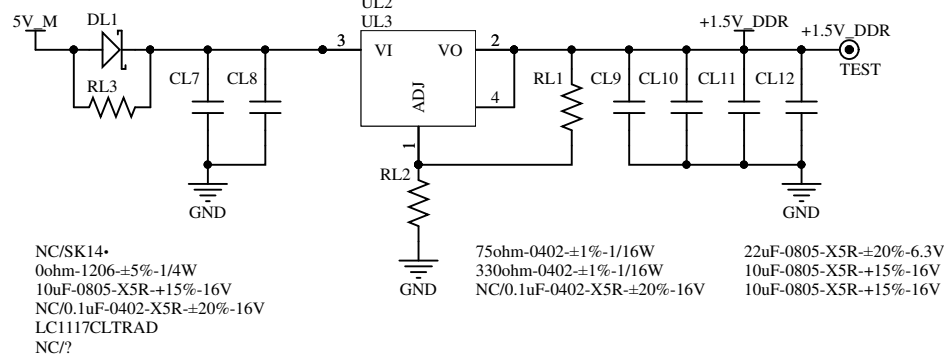 UL2
UL3
5V_M
DL1
+1.5V_DDR
+1.5V_DDR
3
VI
VO
2
TEST
RL3
CL7
CL8
ADJ
4
RL1
CL9
CL10
CL11
CL12
1
RL2
GND
GND
GND
NC/SK14•
0ohm-1206-±5%-1/4W
10uF-0805-X5R-+15%-16V
NC/0.1uF-0402-X5R-±20%-16V
LC1117CLTRAD
NC/?
75ohm-0402-±1%-1/16W
330ohm-0402-±1%-1/16W
NC/0.1uF-0402-X5R-±20%-16V
22uF-0805-X5R-±20%-6.3V
10uF-0805-X5R-+15%-16V
10uF-0805-X5R-+15%-16V